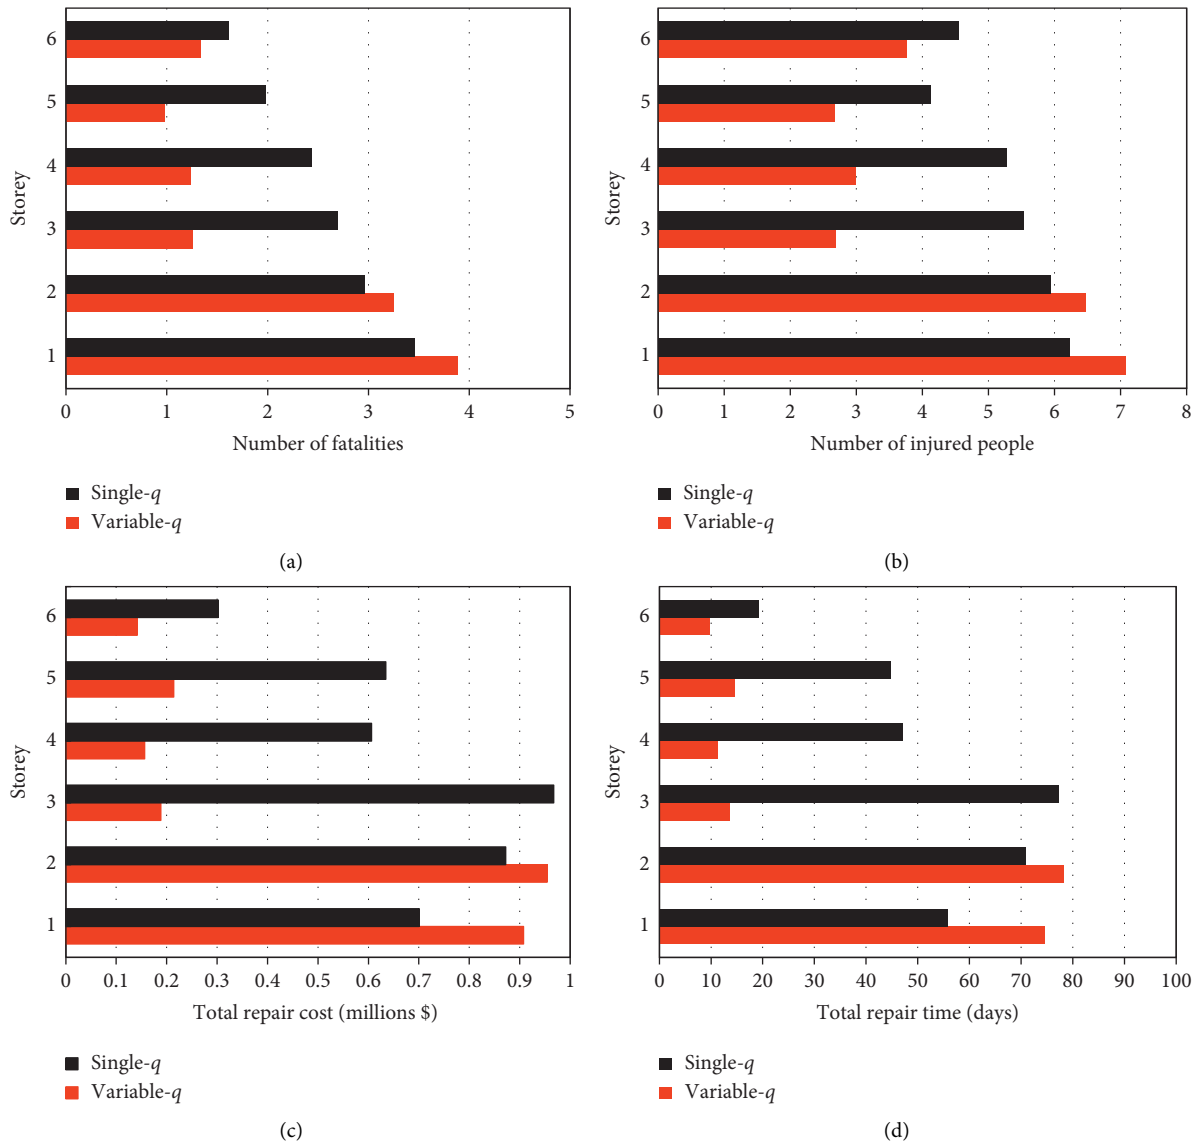 6
5
4
3
2
1
Storey
0 1 2 3 4 5
Number of fatalities
Single-q
Variable-q
(a)
6
5
4
3
2
1
Storey
0 1 2 3 4 5 6 7 8
Number of injured people
Single-q
Variable-q
(b)
6
5
4
3
2
1
Storey
0 0.1 0.2 0.3 0.4 0.5 0.6 0.7 0.8 0.9 1
Total repair cost (millions $)
Single-q
Variable-q
(c)
6
5
4
3
2
1
Storey
0 10 20 30 40 50 60 70 80 90 100
Total repair time (days)
Single-q
Variable-q
(d)